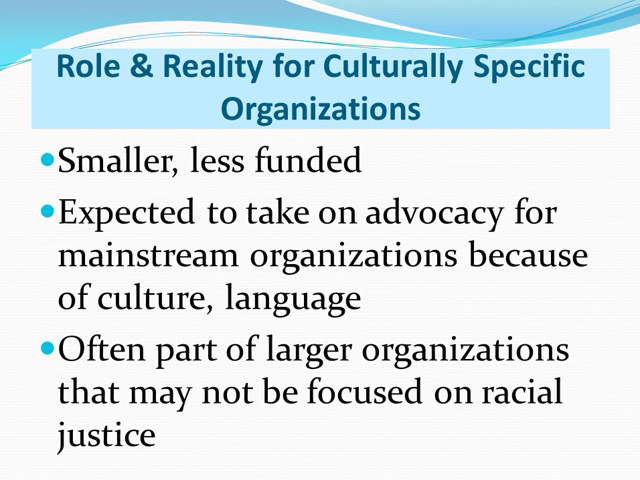 Role & Reality for Culturally Specific
Organizations
Smaller, less funded
Expected to take on advocacy for
mainstream organizations because
of culture, language
Often part of larger organizations
that may not be focused on racial
justice